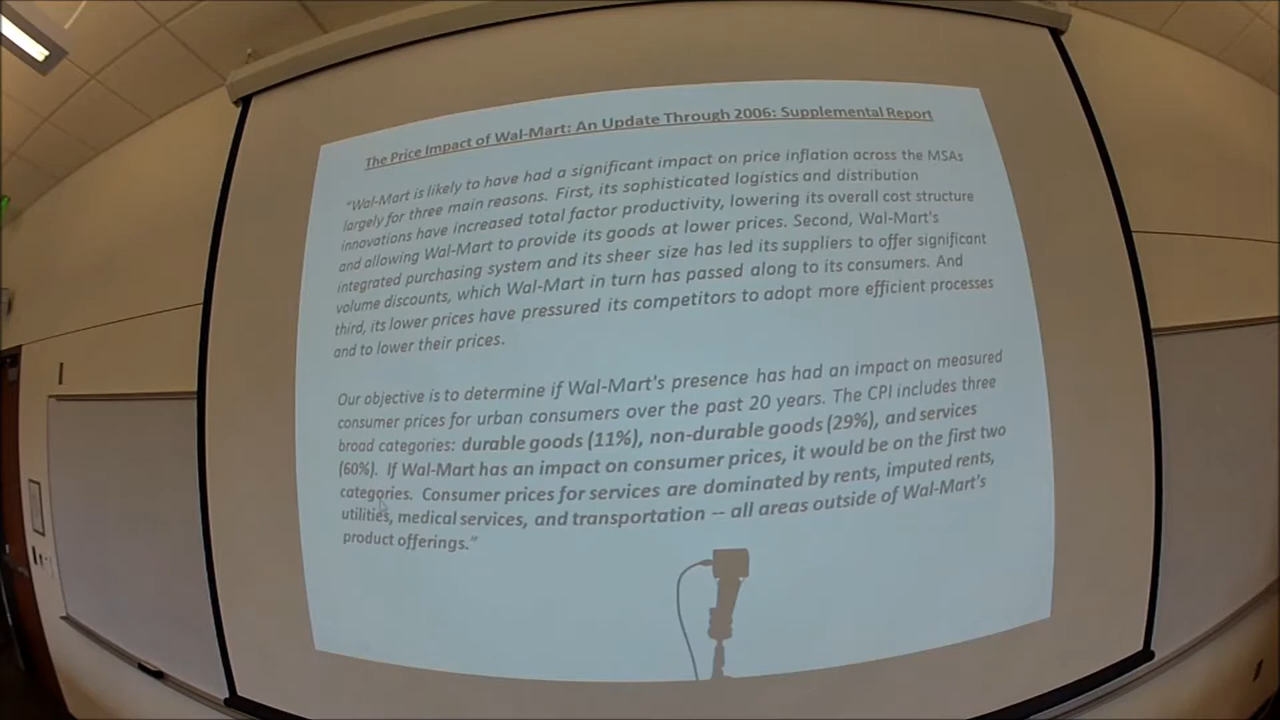 The Price Impact of Wal-Mart: An Update Through 2006: Supplemental Report
"Wal-Mart is likely to have had a significant impact on price inflation across the MSAs
largely for three main reasons. First, its sophisticated logistics and distribution
innovations have increased total factor productivity, lowering its overall cost structure
and allowing Wal-Mart to provide its goods at lower prices. Second, Wal-Mart's
integrated purchasing system and its sheer size has led its suppliers to offer significant
volume discounts, which Wal-Mart in turn has passed along to its consumers. And
third, its lower prices have pressured its competitors to adopt more efficient processes
and to lower their prices.
Our objective is to determine if Wal-Mart's presence has had an impact on measured
consumer prices for urban consumers over the past 20 years. The CPI includes three
broad categories: durable goods (11%), non-durable goods (29%), and services
(60%). If Wal-Mart has an impact on consumer prices, it would be on the first two
categories. Consumer prices for services are dominated by rents, imputed rents,
utilities, medical services, and transportation -- all areas outside of Wal-Mart's
product offerings."